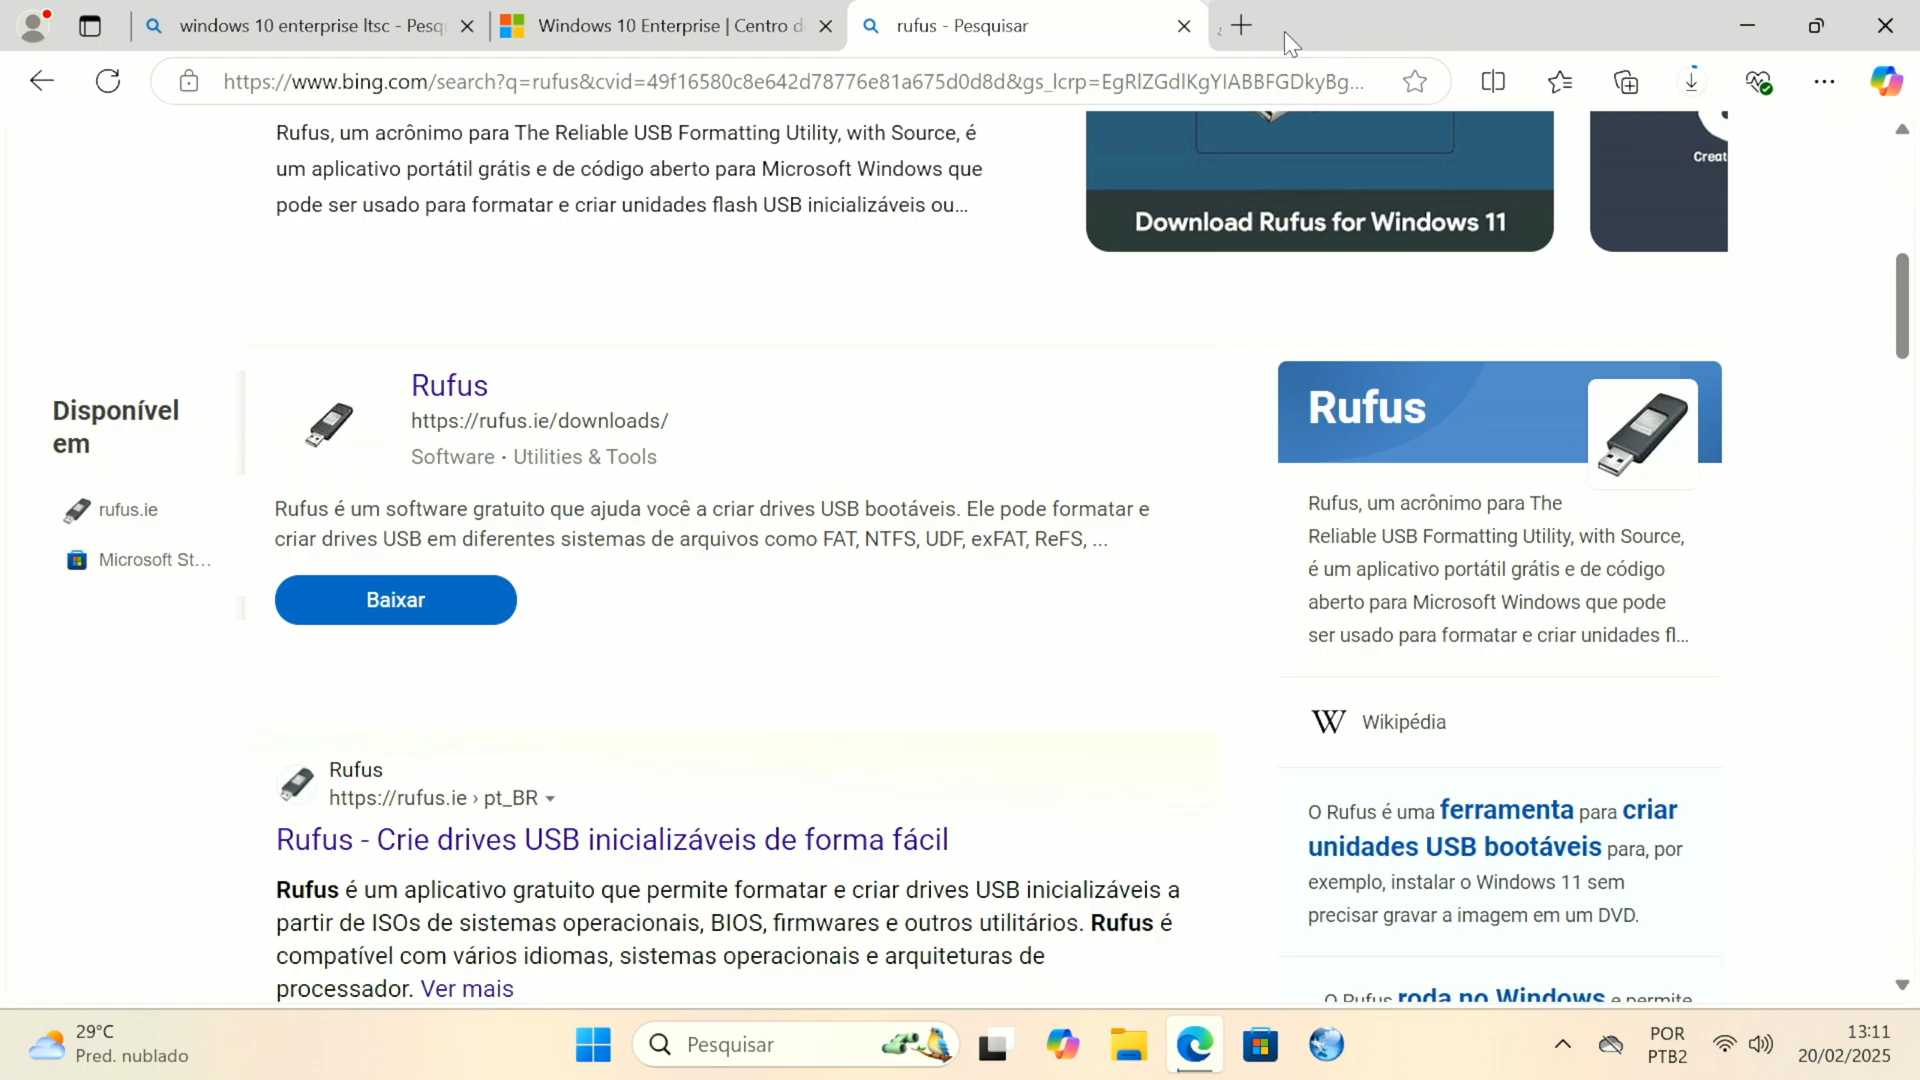 windows 10 enterprise ltsc - Pesq
Windows 10 Enterprise | Centro d
rufus - Pesquisar
https://www.bing.com/search?q=rufus&cvid=49f16580c8e642d78776e81a675d0d8d&gs_lcrp=EgRlZGdlKgYIABBFGDkyBg...
Rufus, um acrônimo para The Reliable USB Formatting Utility, with Source, é
um aplicativo portátil grátis e de código aberto para Microsoft Windows que
pode ser usado para formatar e criar unidades flash USB inicializáveis ou...
Download Rufus for Windows 11
Creat
Disponível
em
rufus.ie
Microsoft St...
Rufus
https://rufus.ie/downloads/
Software · Utilities & Tools
Rufus é um software gratuito que ajuda você a criar drives USB bootáveis. Ele pode formatar e
criar drives USB em diferentes sistemas de arquivos como FAT, NTFS, UDF, exFAT, ReFS, ...
Baixar
Rufus
https://rufus.ie › pt_BR
Rufus - Crie drives USB inicializáveis de forma fácil
Rufus é um aplicativo gratuito que permite formatar e criar drives USB inicializáveis a
partir de ISOs de sistemas operacionais, BIOS, firmwares e outros utilitários. Rufus é
compatível com vários idiomas, sistemas operacionais e arquiteturas de
processador. Ver mais
Rufus
Rufus, um acrônimo para The
Reliable USB Formatting Utility, with Source,
é um aplicativo portátil grátis e de código
aberto para Microsoft Windows que pode
ser usado para formatar e criar unidades fl...
W Wikipédia
O Rufus é uma ferramenta para criar
unidades USB bootáveis para, por
exemplo, instalar o Windows 11 sem
precisar gravar a imagem em um DVD.
O Rufus roda no Windows e permite
29°C
Pred. nublado
Pesquisar
POR
PTB2
13:11
20/02/2025